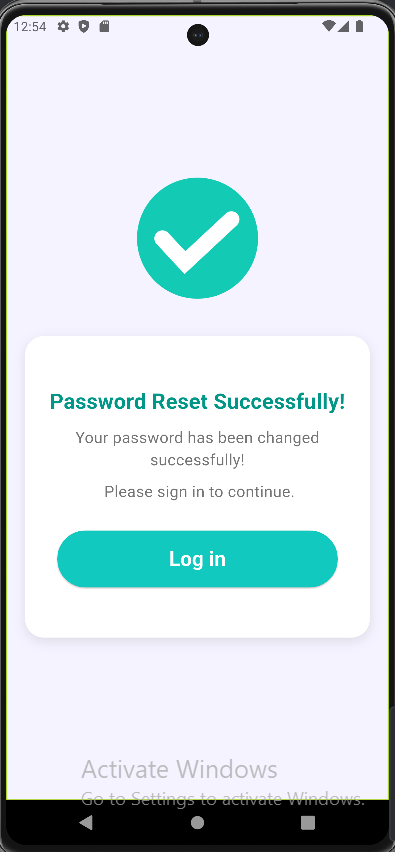 12:54
Password Reset Successfully!
Your password has been changed
successfully!
Please sign in to continue.
Log in
Activate Windows
Go to Settings to activate Windows.